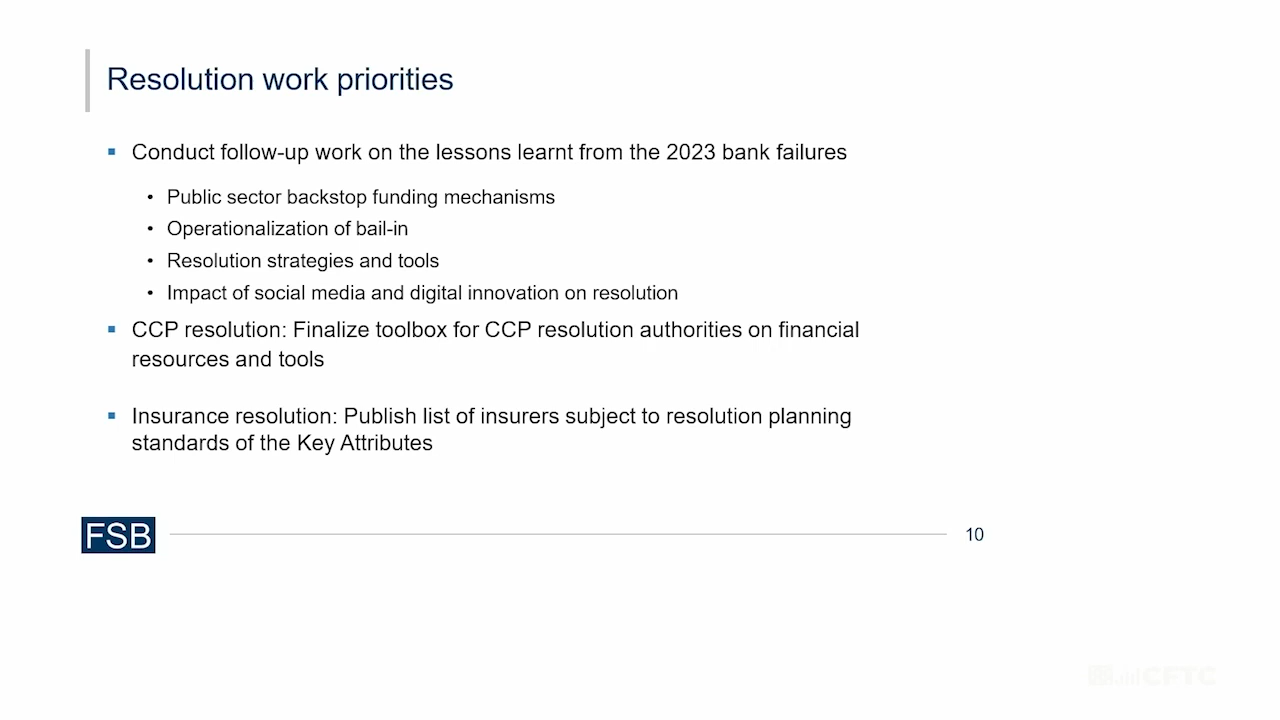 Resolution work priorities
▪ Conduct follow-up work on the lessons learnt from the 2023 bank failures
• Public sector backstop funding mechanisms
• Operationalization of bail-in
• Resolution strategies and tools
• Impact of social media and digital innovation on resolution
▪ CCP resolution: Finalize toolbox for CCP resolution authorities on financial
resources and tools
▪ Insurance resolution: Publish list of insurers subject to resolution planning
standards of the Key Attributes
FSB
10
CFTC